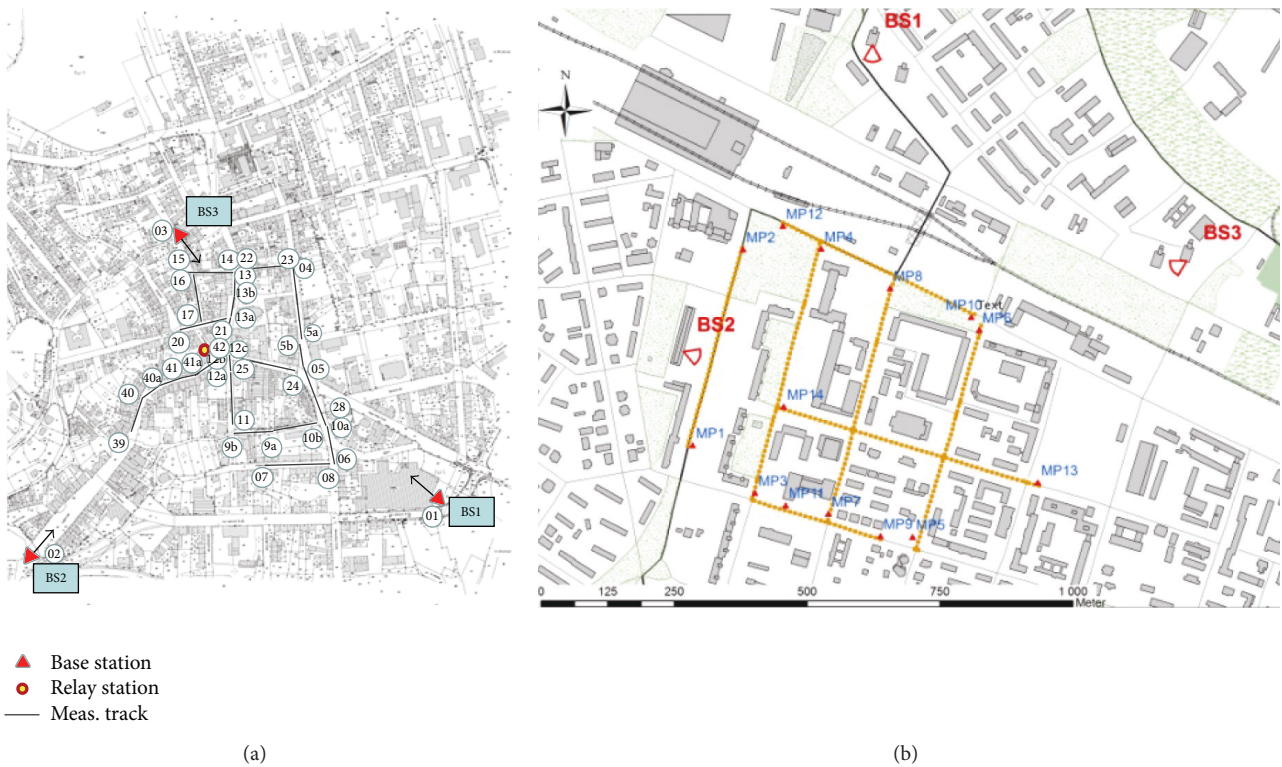 BS3
03
15
14
22
23
04
16
13
13b
17
13a
21
5a
20
42
12c
5b
41
41a
12b
40a
12a
25
05
40
24
28
11
10a
39
9b
9a
10b
06
07
08
01
BS1
02
BS2
Base station
Relay station
Meas. track
(a)
BS1
N
BS3
MP12
MP2
MP4
MP8
MP10
Text
MP6
BS2
MP14
MP1
MP13
MP3
MP11
MP7
MP9
MP5
0
125
250
500
750
1 000
Meter
(b)